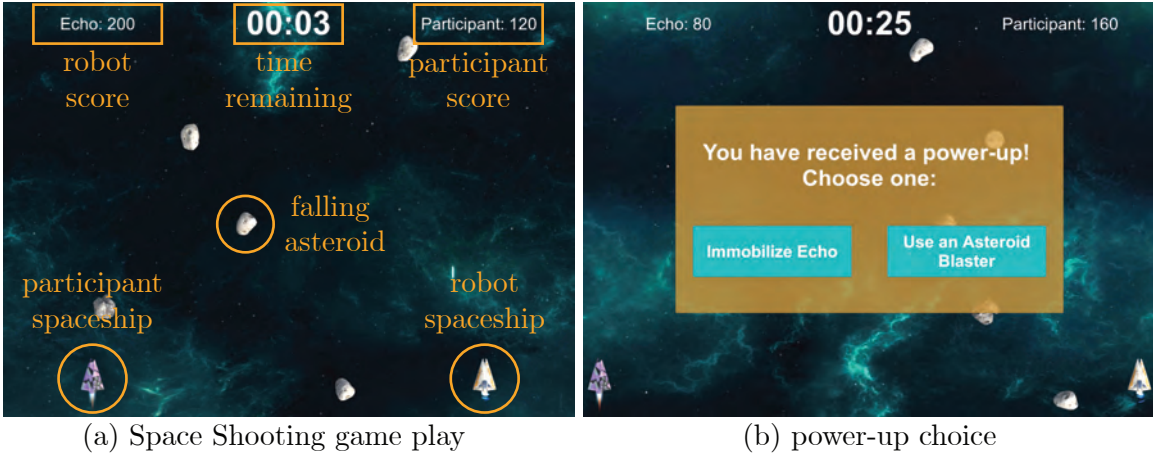 Echo: 200
00:03
Participant: 120
robot
score
time
remaining
participant
score
falling
asteroid
participant
spaceship
robot
spaceship
(a) Space Shooting game play
Echo: 80
00:25
Participant: 160
You have received a power-up!
Choose one:
Immobilize Echo
Use an Asteroid
Blaster
(b) power-up choice